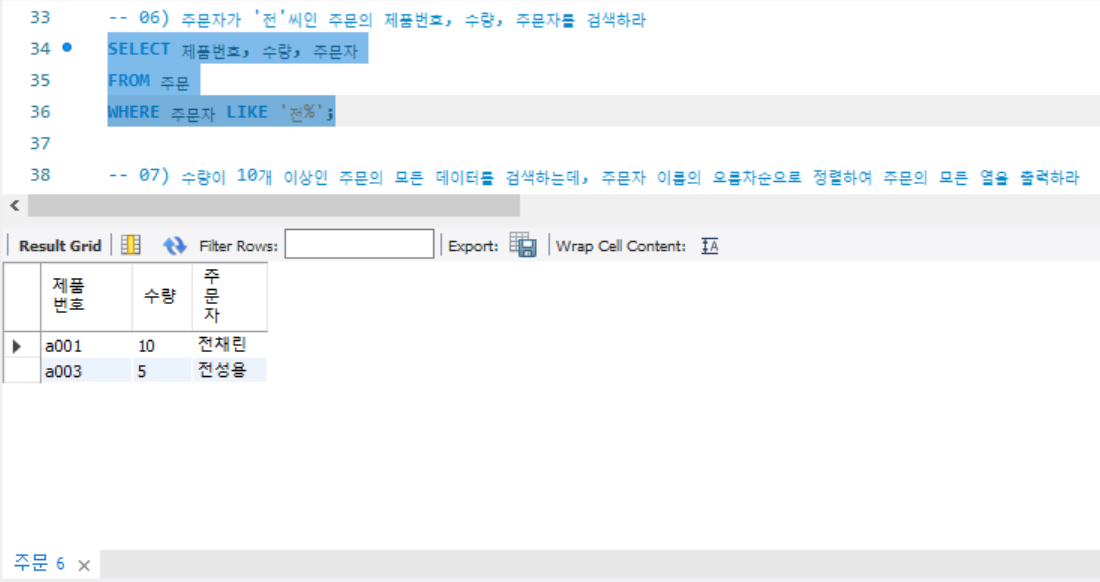 33 -- 06) 주문자가 '전'씨인 주문의 제품번호, 수량, 주문자를 검색하라
34 SELECT 제품번호, 수량, 주문자
35 FROM 주문
36 WHERE 주문자 LIKE '전%';
37
38 -- 07) 수량이 10개 이상인 주문의 모든 데이터를 검색하는데, 주문자 이름의 오름차순으로 정렬하여 주문의 모든 열을 출력하라
Result Grid Filter Rows: Export: Wrap Cell Content: IA
제품
번호 수량 주
문
자
a001 10 전채린
a003 5 전성용
주문 6 ×